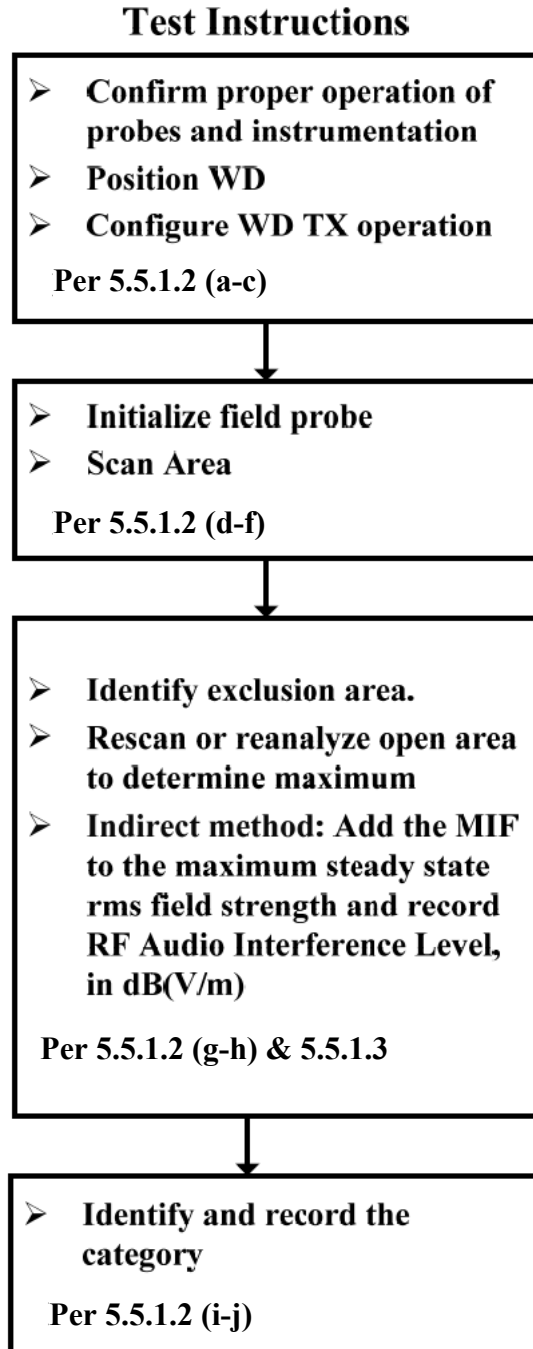 Test Instructions
➢ Confirm proper operation of
probes and instrumentation
➢ Position WD
➢ Configure WD TX operation
Per 5.5.1.2 (a-c)
➢ Initialize field probe
➢ Scan Area
Per 5.5.1.2 (d-f)
➢ Identify exclusion area.
➢ Rescan or reanalyze open area
to determine maximum
➢ Indirect method: Add the MIF
to the maximum steady state
rms field strength and record
RF Audio Interference Level,
in dB(V/m)
Per 5.5.1.2 (g-h) & 5.5.1.3
➢ Identify and record the
category
Per 5.5.1.2 (i-j)